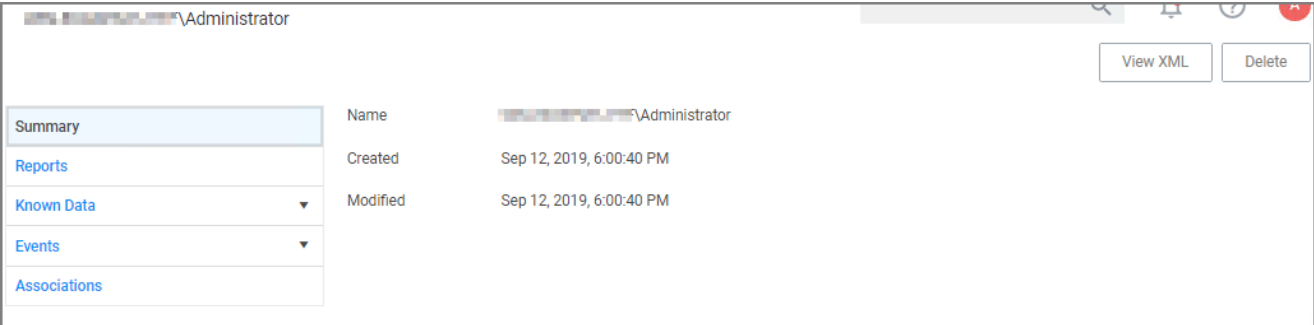 \Administrator
A
View XML Delete
Summary
Reports
Known Data
Events
Associations
Name \Administrator
Created Sep 12, 2019, 6:00:40 PM
Modified Sep 12, 2019, 6:00:40 PM